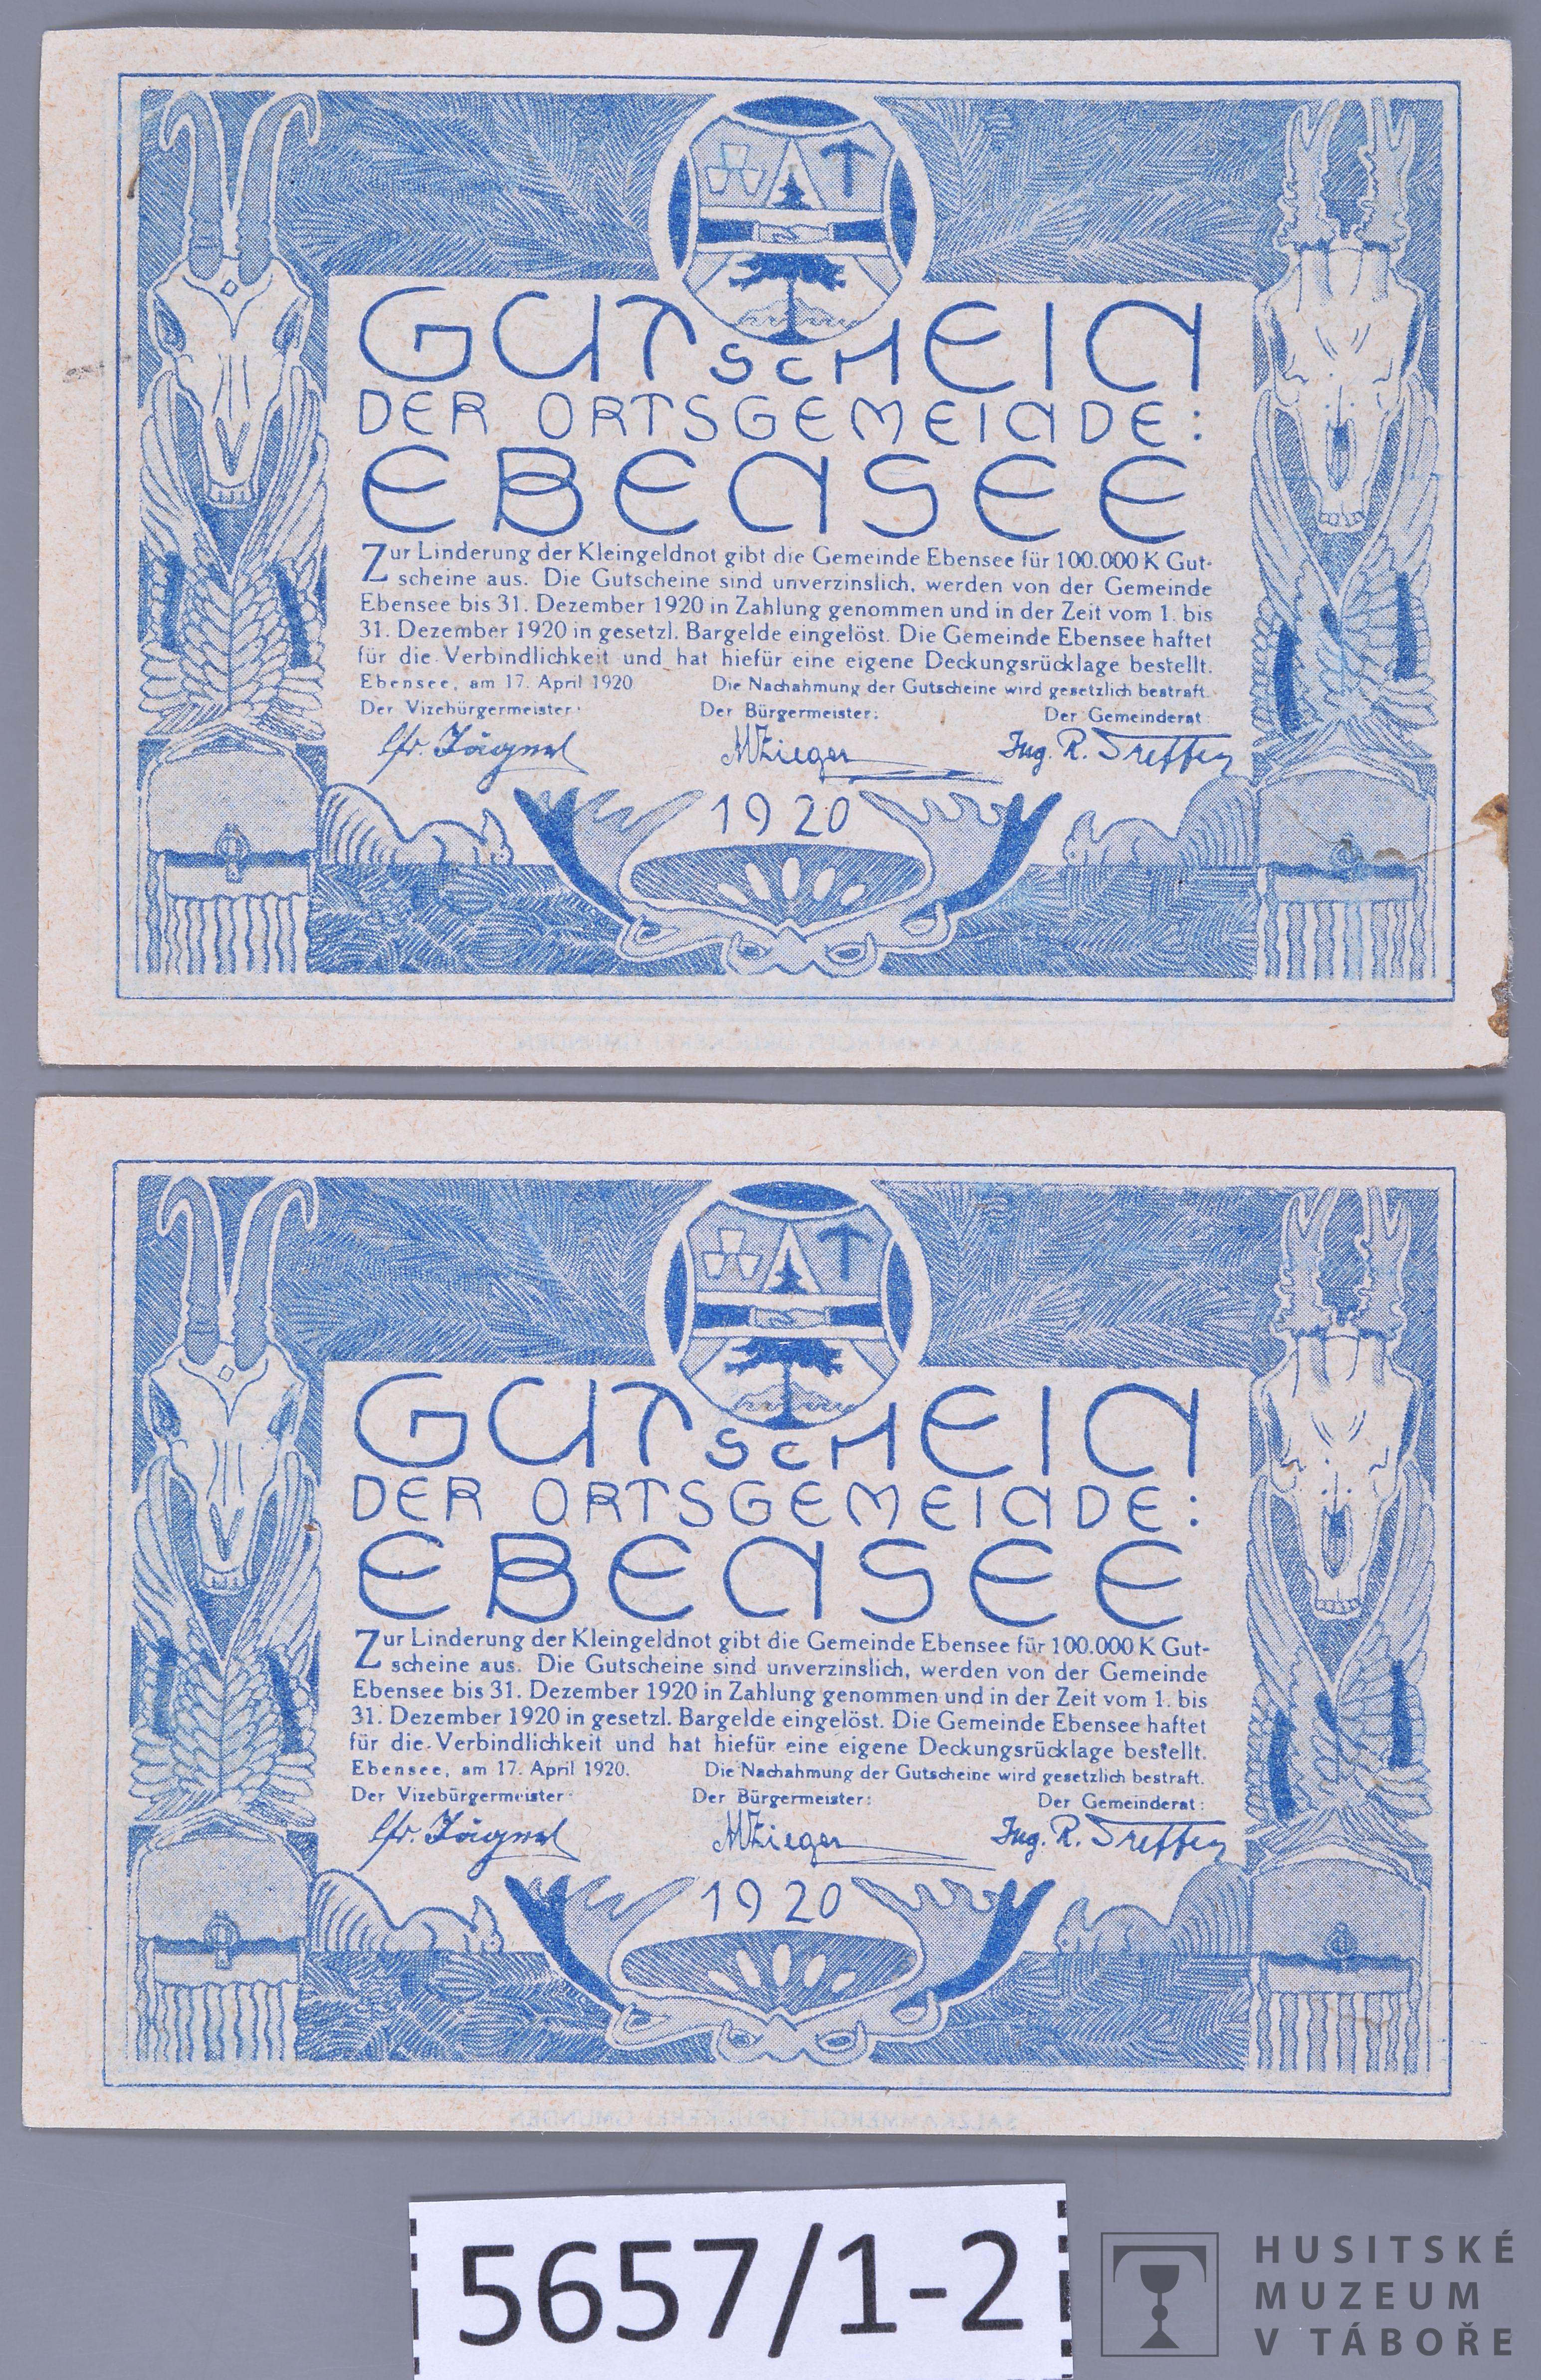 GUTSCHEIN
DER ORTSGEMEINDE:
EBENSEE
Zur Linderung der Kleingeldnot gibt die Gemeinde Ebensee für 100.000 K Gut-
scheine aus. Die Gutscheine sind unverzinslich, werden von der Gemeinde
Ebensee bis 31. Dezember 1920 in Zahlung genommen und in der Zeit vom 1. bis
31. Dezember 1920 in gesetzl. Bargelde eingelöst. Die Gemeinde Ebensee haftet
für die Verbindlichkeit und hat hiefür eine eigene Deckungsrücklage bestellt.
Ebensee, am 17. April 1920 Die Nachahmung der Gutscheine wird gesetzlich bestraft.
Der Vizebürgermeister: Der Bürgermeister: Der Gemeinderat:
Ing. R.
1920
GUTSCHEIN
DER ORTSGEMEINDE:
EBENSEE
Zur Linderung der Kleingeldnot gibt die Gemeinde Ebensee für 100.000 K Gut-
scheine aus. Die Gutscheine sind unverzinslich, werden von der Gemeinde
Ebensee bis 31. Dezember 1920 in Zahlung genommen und in der Zeit vom 1. bis
31. Dezember 1920 in gesetzl. Bargelde eingelöst. Die Gemeinde Ebensee haftet
für die Verbindlichkeit und hat hiefür eine eigene Deckungsrücklage bestellt.
Ebensee, am 17. April 1920. Die Nachahmung der Gutscheine wird gesetzlich bestraft.
Der Vizebürgermeister: Der Bürgermeister: Der Gemeinderat:
Ing. R.
1920
5657/1-2
HUSITSKÉ
MUZEUM
V TÁBOŘE